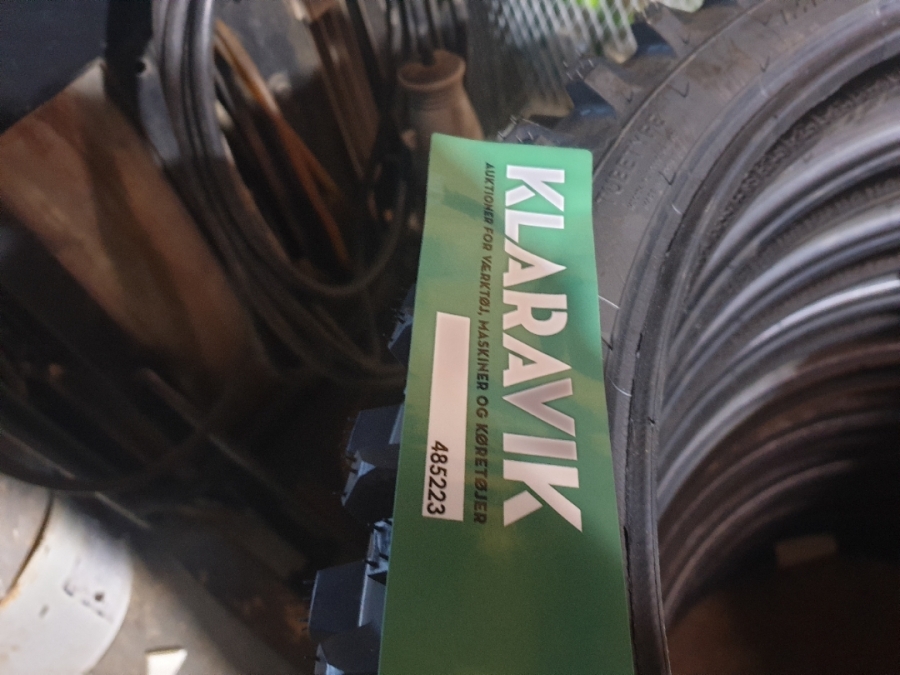 KLARAVIK
AUKTIONER FOR VÆRKTØJ, MASKINER OG KØRETØJER
485223